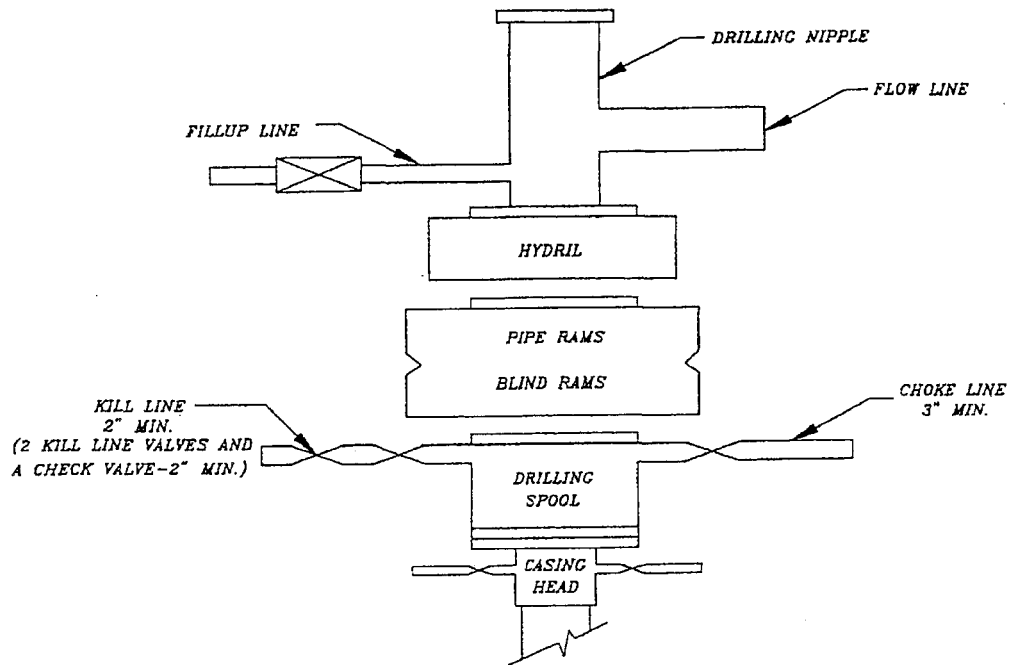 DRILLING NIPPLE
FLOW LINE
FILLUP LINE
HYDRIL
PIPE RAMS
BLIND RAMS
KILL LINE
2" MIN.
(2 KILL LINE VALVES AND
A CHECK VALVE-2" MIN.)
CHOKE LINE
3" MIN.
DRILLING
SPOOL
CASING
HEAD